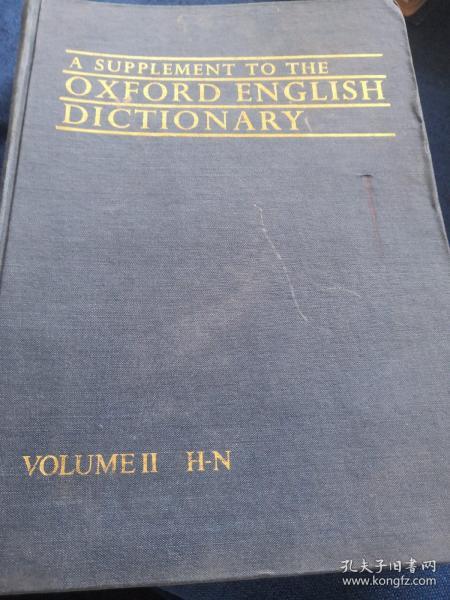 A SUPPLEMENT TO THE
OXFORD ENGLISH
DICTIONARY
VOLUME II H-N
孔夫子旧书网
www.kongfz.com